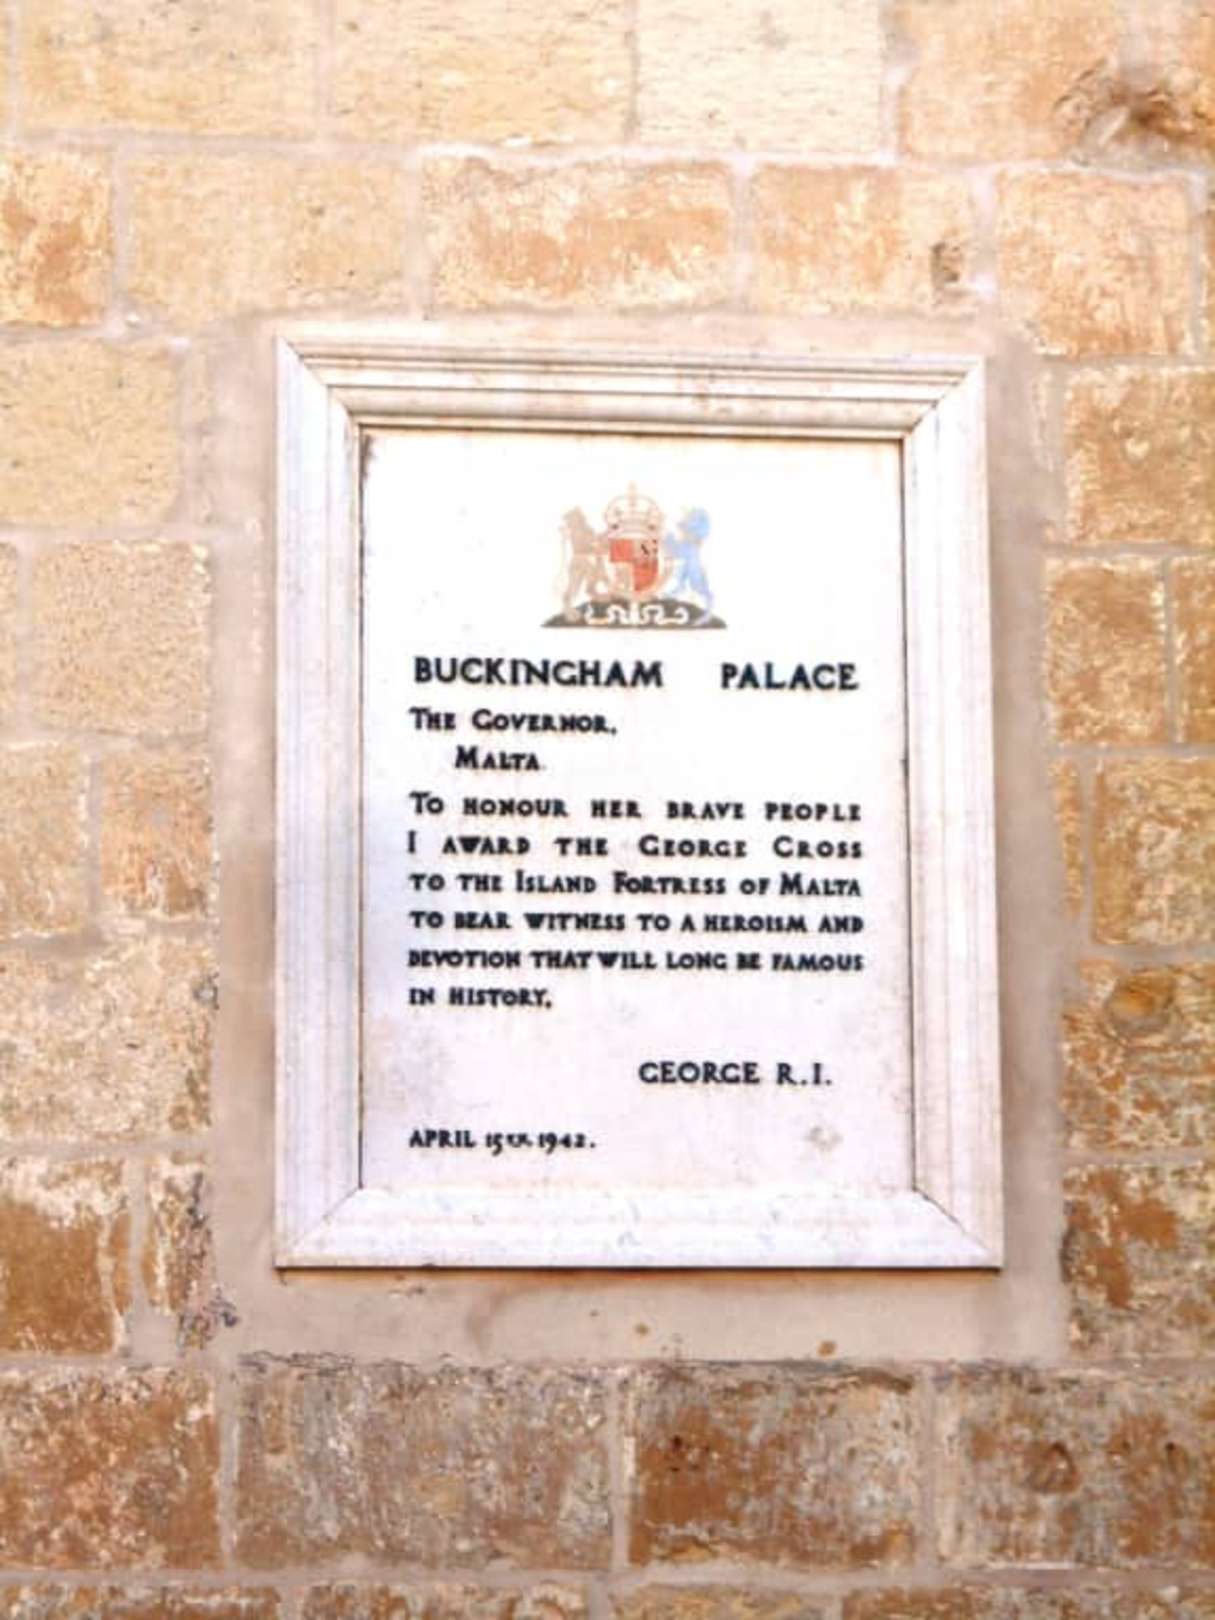 BUCKINGHAM PALACE
THE GOVERNOR,
MALTA
TO HONOUR HER BRAVE PEOPLE
I AWARD THE GEORGE CROSS
TO THE ISLAND FORTRESS OF MALTA
TO BEAR WITNESS TO A HEROISM AND
DEVOTION THAT WILL LONG BE FAMOUS
IN HISTORY.
GEORGE R.I.
APRIL 15TH. 1942.